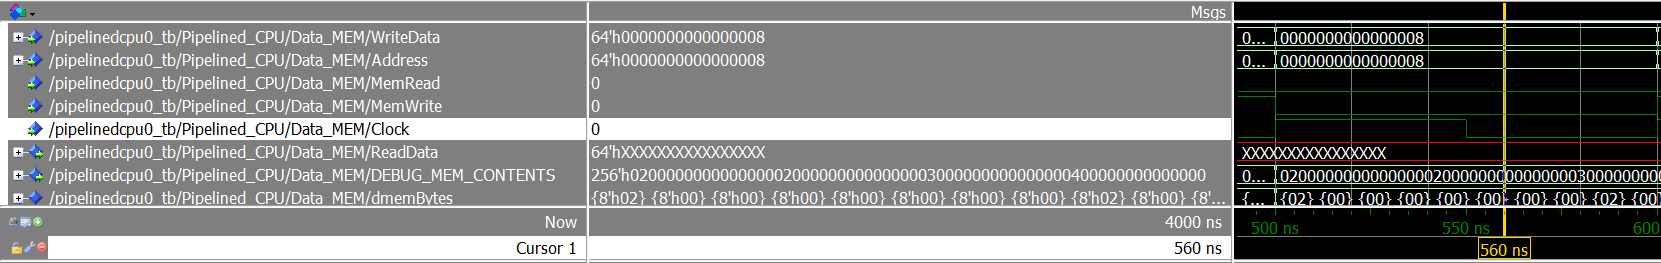 Msgs
/pipelinedcpu0_tb/Pipelined_CPU/Data_MEM/WriteData 64'h0000000000000008 0... 0000000000000008
/pipelinedcpu0_tb/Pipelined_CPU/Data_MEM/Address 64'h0000000000000008 0... 0000000000000008
/pipelinedcpu0_tb/Pipelined_CPU/Data_MEM/MemRead 0
/pipelinedcpu0_tb/Pipelined_CPU/Data_MEM/MemWrite 0
/pipelinedcpu0_tb/Pipelined_CPU/Data_MEM/Clock 0
/pipelinedcpu0_tb/Pipelined_CPU/Data_MEM/ReadData 64'hXXXXXXXXXXXXXXXX XXXXXXXXXXXXXXXX
/pipelinedcpu0_tb/Pipelined_CPU/Data_MEM/DEBUG_MEM_CONTENTS 256'h0200000000000000020000000000000003000000000000000400000000000000 0... 020000000000000002000000000000000300000000
/pipelinedcpu0_tb/Pipelined_CPU/Data_MEM/dmemBytes {8'h02} {8'h00} {8'h00} {8'h00} {8'h00} {8'h00} {8'h00} {8'h00} {8'h02} {8'h00} {8'... {... {02} {00} {00} {00} {00} {00} {00} {00} {02} {00}
Now 4000 ns 500 ns 550 ns 600
Cursor 1 560 ns 560 ns